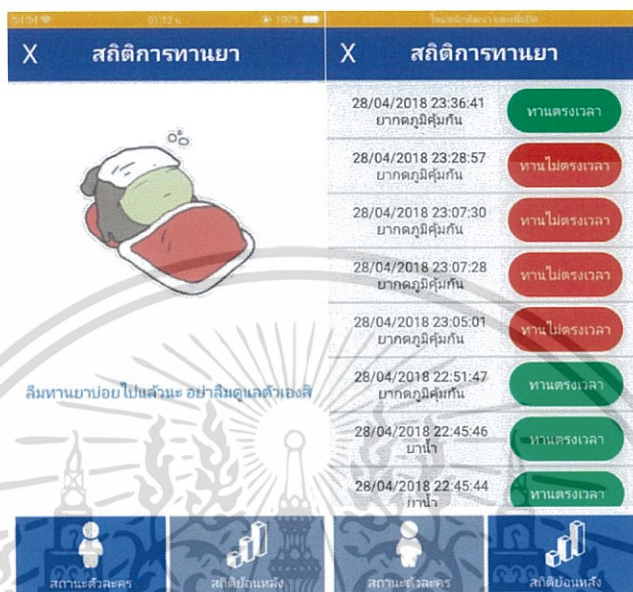 01:12 น. 100%
X สถิติการทานยา
ลืมทานยาบ่อยไปแล้วนะ อย่าลืมดูแลตัวเองสิ
สถานะตัวละคร
สถิติย้อนหลัง
X สถิติการทานยา
28/04/2018 23:36:41
ยากดภูมิคุ้มกัน
ทานตรงเวลา
28/04/2018 23:28:57
ยากดภูมิคุ้มกัน
ทานไม่ตรงเวลา
28/04/2018 23:07:30
ยากดภูมิคุ้มกัน
ทานไม่ตรงเวลา
28/04/2018 23:07:28
ยากดภูมิคุ้มกัน
ทานไม่ตรงเวลา
28/04/2018 23:05:01
ยากดภูมิคุ้มกัน
ทานไม่ตรงเวลา
28/04/2018 22:51:47
ยากดภูมิคุ้มกัน
ทานตรงเวลา
28/04/2018 22:45:46
ยาน้ำ
ทานตรงเวลา
28/04/2018 22:45:44
ยาน้ำ
ทานตรงเวลา
สถานะตัวละคร
สถิติย้อนหลัง